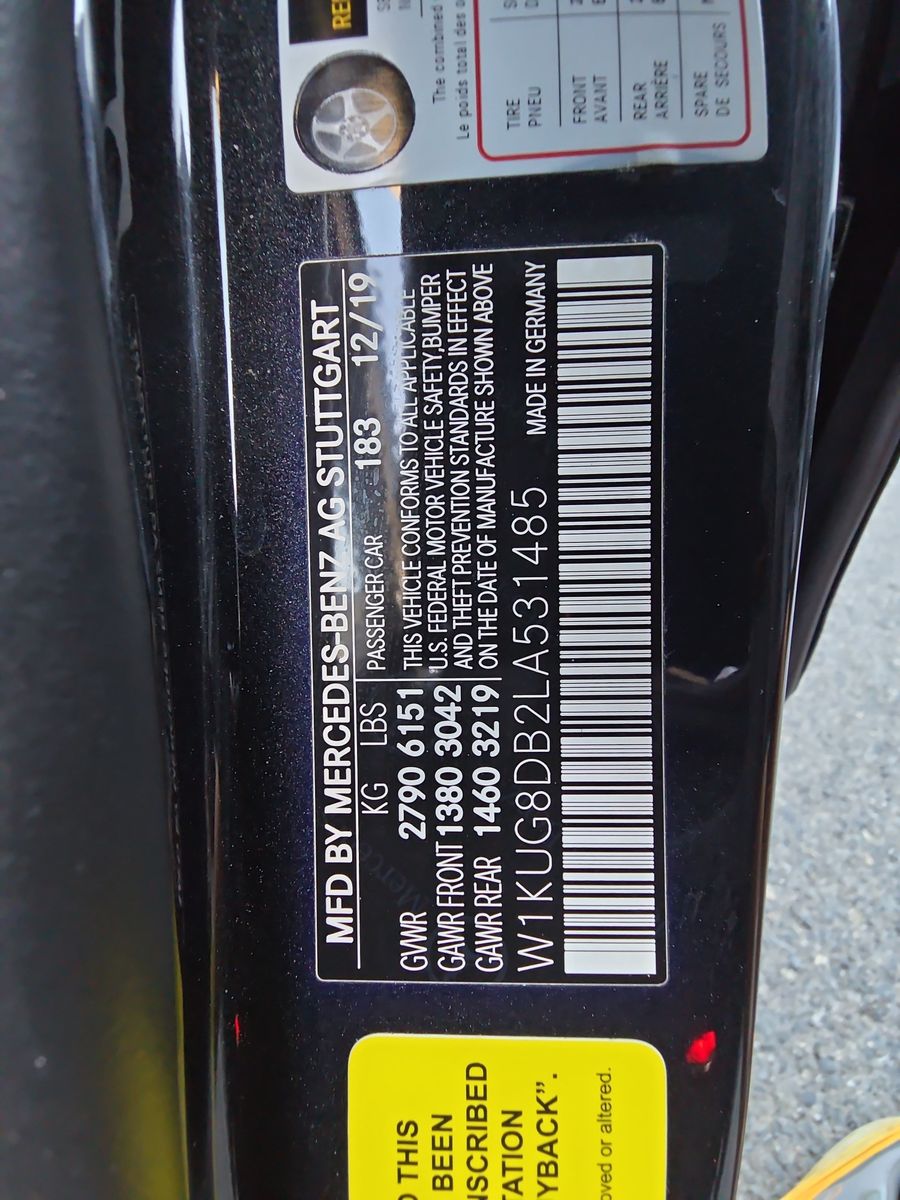 THIS
BEEN
NSCRIBED
TATION
YBACK”.
oved or altered.
MFD BY MERCEDES-BENZ AG STUTTGART
KG LBS
GVWR 2790 6151
GAWR FRONT 1380 3042
GAWR REAR 1460 3219
PASSENGER CAR 183 12/19
THIS VEHICLE CONFORMS TO ALL APPLICABLE
U.S. FEDERAL MOTOR VEHICLE SAFETY,BUMPER
AND THEFT PREVENTION STANDARDS IN EFFECT
ON THE DATE OF MANUFACTURE SHOWN ABOVE
W1KUG8DB2LA531485 MADE IN GERMANY
The combined
Le poids total des
TIRE
PNEU
FRONT
AVANT
REAR
ARRIÈRE
SPARE
DE SECOURS